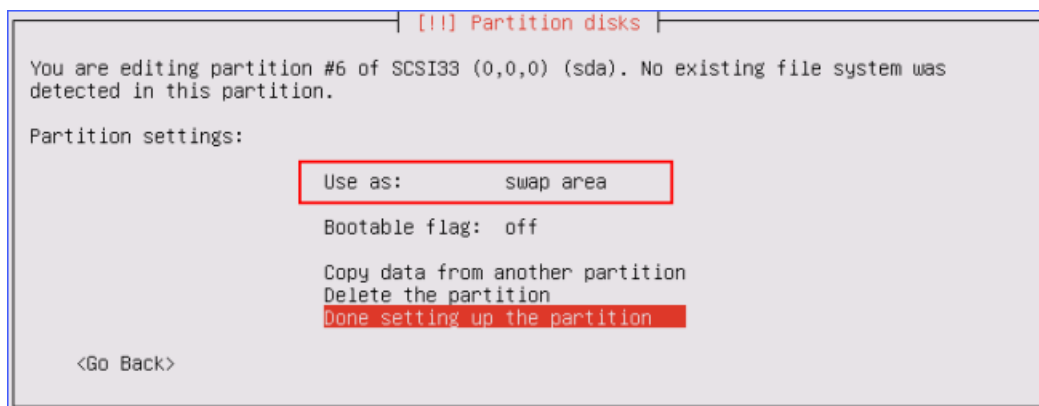 [!!] Partition disks
You are editing partition #6 of SCSI33 (0,0,0) (sda). No existing file system was
detected in this partition.
Partition settings:
Use as: swap area
Bootable flag: off
Copy data from another partition
Delete the partition
Done setting up the partition
<Go Back>